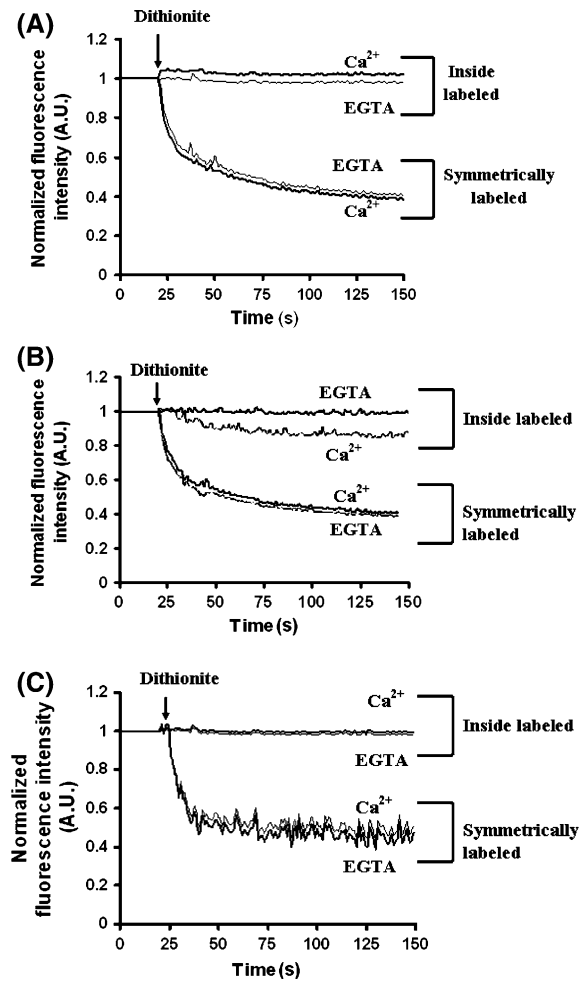 (A)
Dithionite
1.2
1
0.8
0.6
0.4
0.2
0
Normalized fluorescence
intensity (A.U.)
Ca2+
EGTA
Inside
labeled
EGTA
Ca2+
Symmetrically
labeled
0 25 50 75 100 125 150
Time (s)
(B)
Dithionite
1.2
1
0.8
0.6
0.4
0.2
0
Normalized fluorescence
intensity (A.U.)
EGTA
Ca2+
Inside labeled
Ca2+
EGTA
Symmetrically
labeled
0 25 50 75 100 125 150
Time (s)
(C)
Dithionite
1.2
1
0.8
0.6
0.4
0.2
0
Normalized
fluorescence intensity
(A.U.)
Ca2+
EGTA
Inside labeled
Ca2+
EGTA
Symmetrically
labeled
0 25 50 75 100 125 150
Time (s)